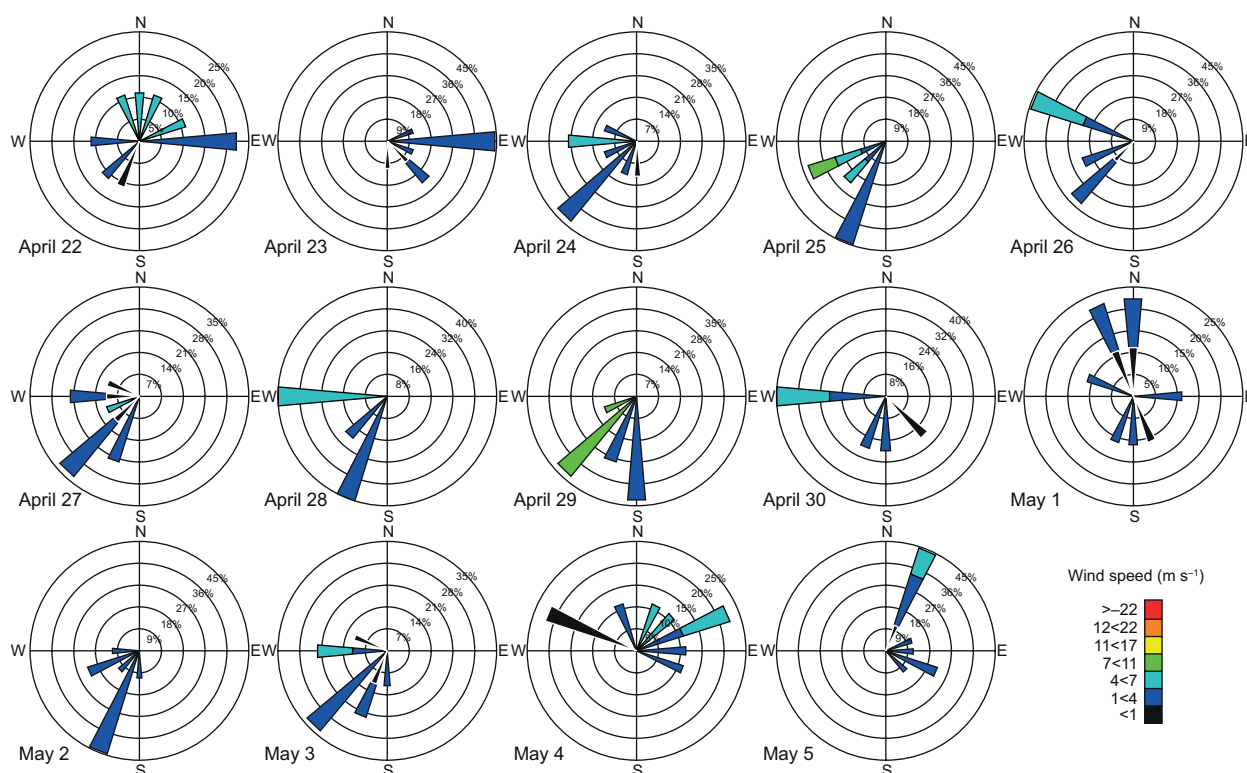 N
25%
20%
15%
10%
5%
W
E
April 22
S
N
45%
36%
27%
18%
9%
W
E
April 23
S
N
35%
28%
21%
14%
7%
W
E
April 24
S
N
45%
36%
27%
18%
9%
W
E
April 25
S
N
45%
36%
27%
18%
9%
W
April 26
S
N
35%
28%
21%
14%
7%
W
E
April 27
S
N
40%
32%
24%
16%
8%
W
E
April 28
S
N
35%
28%
21%
14%
7%
W
E
April 29
S
N
40%
32%
24%
16%
8%
W
E
April 30
S
N
25%
20%
15%
10%
5%
W
May 1
S
N
45%
36%
27%
18%
9%
W
E
May 2
S
N
35%
28%
21%
14%
7%
W
E
May 3
S
N
25%
20%
15%
10%
W
E
May 4
S
N
45%
36%
27%
18%
9%
W
E
May 5
S
Wind speed (m s⁻¹)
>–22
12<22
11<17
7<11
4<7
1<4
<1